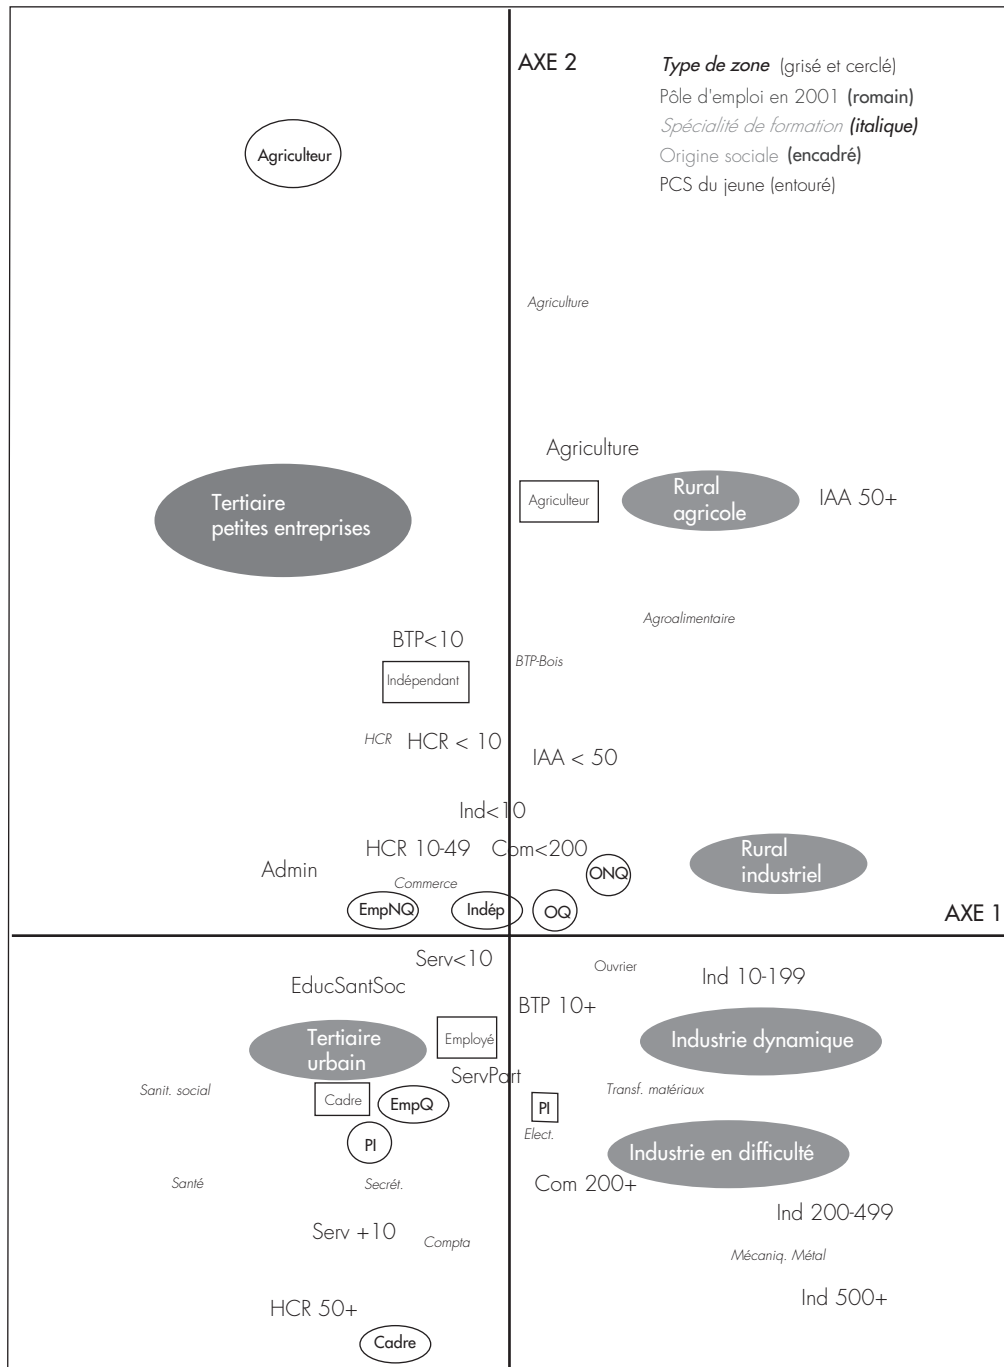 AXE 2
Type de zone (grisé et cerclé)
Pôle d'emploi en 2001 (romain)
Spécialité de formation (italique)
Origine sociale (encadré)
PCS du jeune (entouré)
Agriculteur
Agriculture
Agriculture
Tertiaire
petites entreprises
Agriculteur
Rural
agricole
IAA 50+
Agroalimentaire
BTP<10
BTP-Bois
Indépendant
HCR
HCR < 10
IAA < 50
Ind<10
HCR 10-49
Com<200
Rural
industriel
Admin
Commerce
ONQ
EmpNQ
Indép
OQ
AXE 1
Serv<10
Ouvrier
Ind 10-199
EducSantSoc
BTP 10+
Tertiaire
urbain
Employé
Industrie dynamique
ServPart
Sanit. social
Transf. matériaux
Cadre
EmpQ
PI
Elect.
PI
Industrie en difficulté
Santé
Secrét.
Com 200+
Ind 200-499
Serv +10
Compta
Mécaniq. Métal
Ind 500+
HCR 50+
Cadre